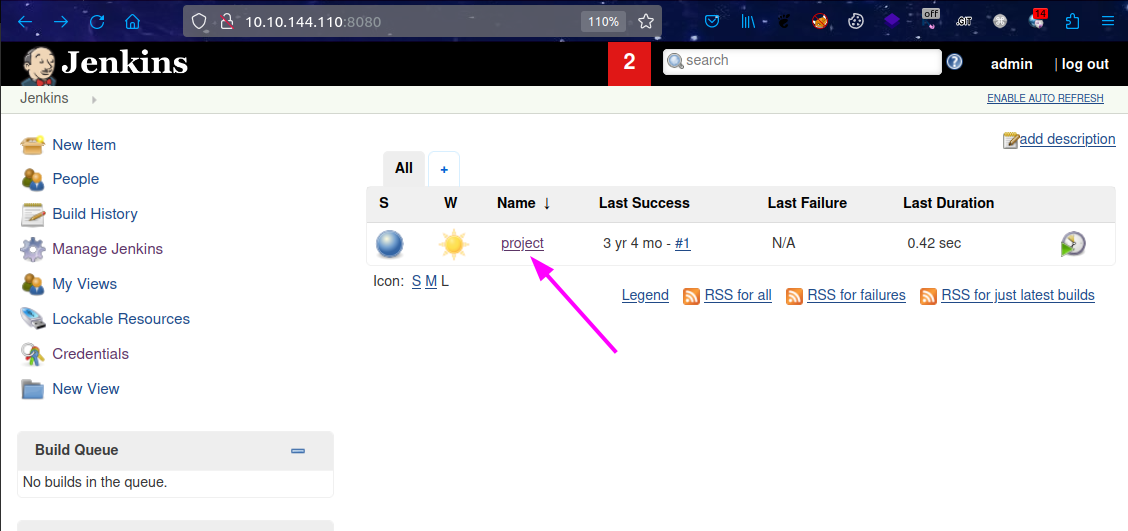 10.10.144.110:8080
110%
off
.GIT
14
Jenkins
2
search
admin
| log out
Jenkins
ENABLE AUTO REFRESH
New Item
People
Build History
Manage Jenkins
My Views
Lockable Resources
Credentials
New View
add description
All
+
S W Name ↓ Last Success Last Failure Last Duration
project 3 yr 4 mo - #1 N/A 0.42 sec
Icon: S M L
Legend RSS for all RSS for failures RSS for just latest builds
Build Queue
No builds in the queue.